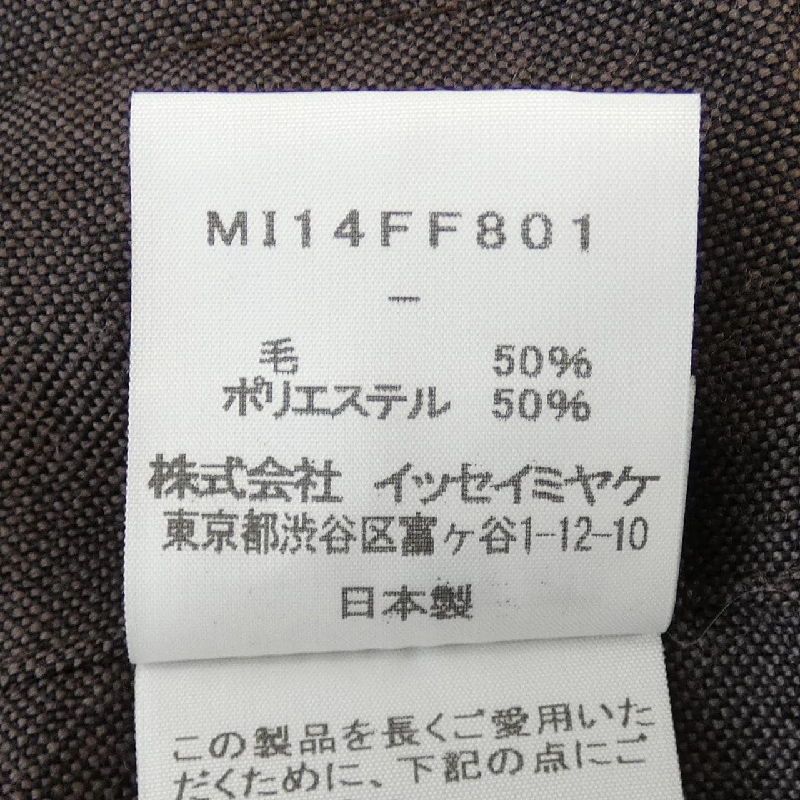 MI14FF801
—
毛 50%
ポリエステル 50%
株式会社 イッセイミヤケ
東京都渋谷区富ヶ谷1-12-10
日本製
この製品を長くご愛用いた
だくために、下記の点にご